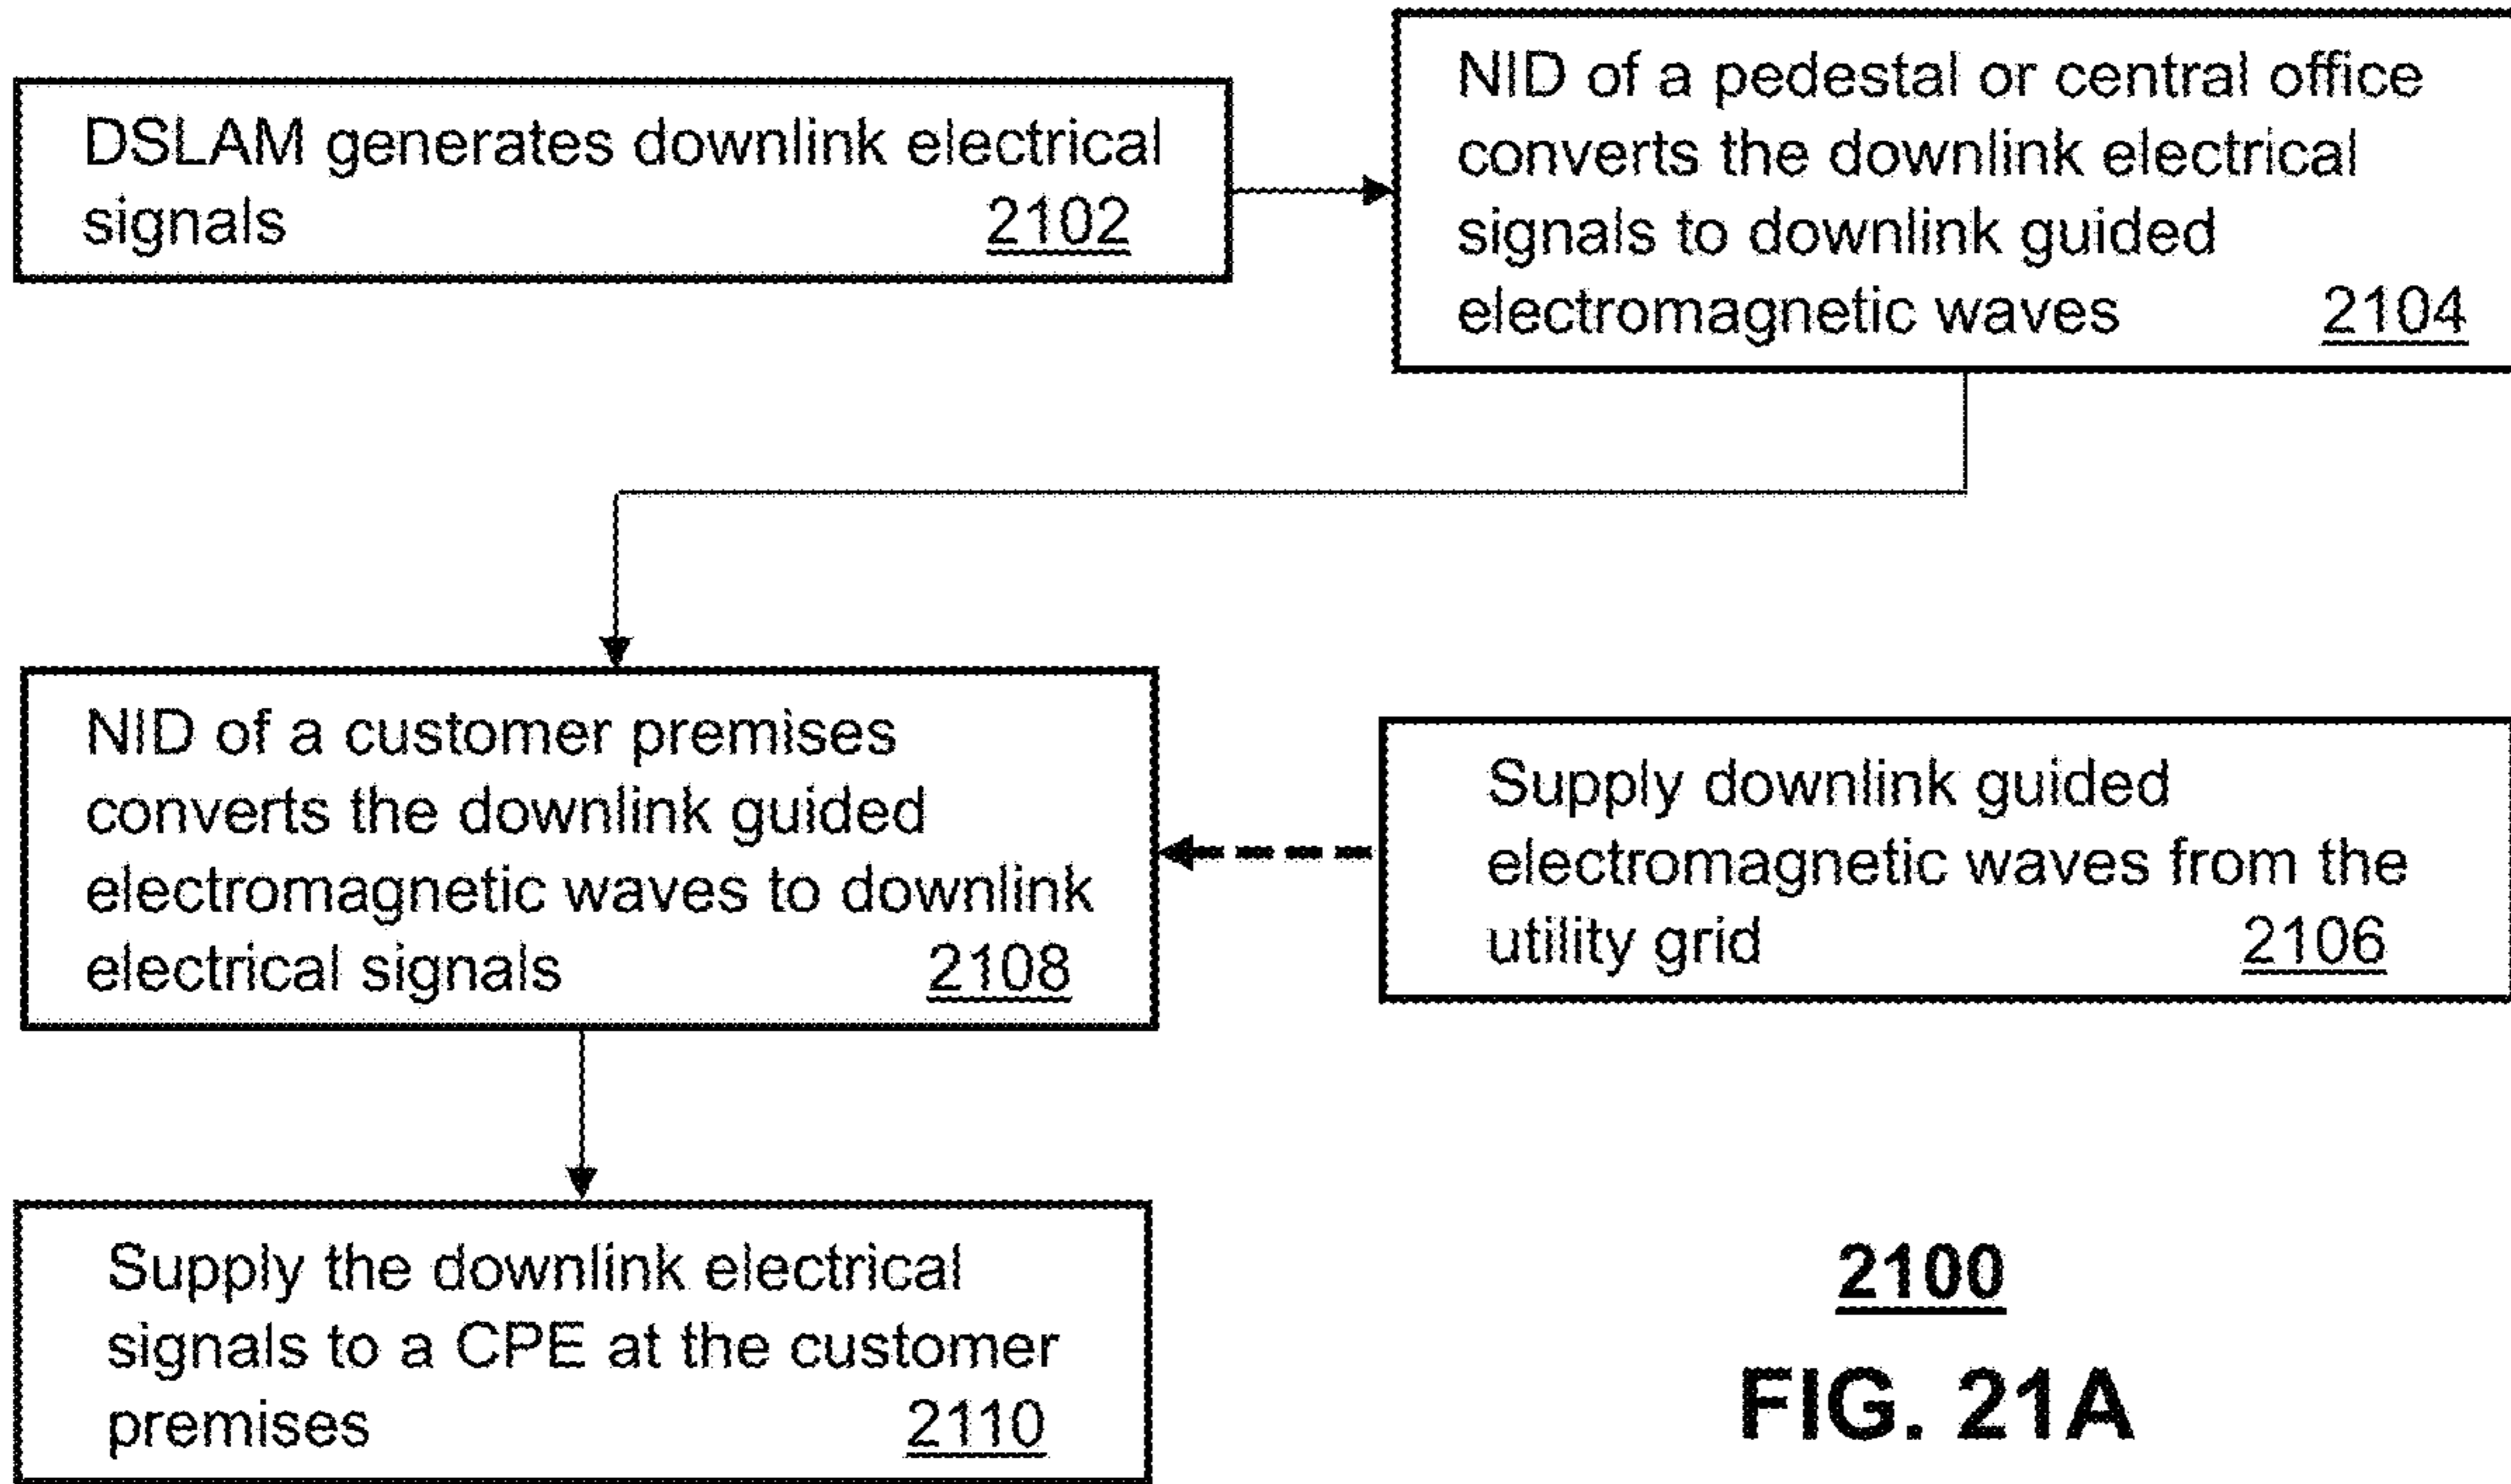 DSLAM generates downlink electrical
signals 2102
NID of a pedestal or central office
converts the downlink electrical
signals to downlink guided
electromagnetic waves 2104
NID of a customer premises
converts the downlink guided
electromagnetic waves to downlink
electrical signals 2108
Supply downlink guided
electromagnetic waves from the
utility grid 2106
Supply the downlink electrical
signals to a CPE at the customer
premises 2110
2100
FIG. 21A